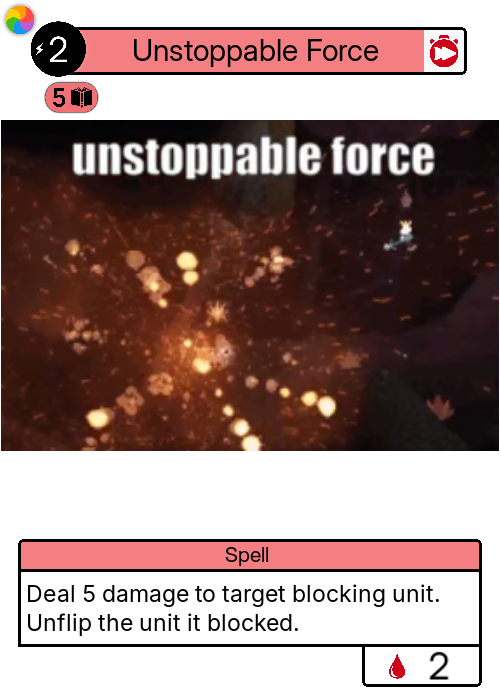 2
Unstoppable Force
5
unstoppable force
Spell
Deal 5 damage to target blocking unit.
Unflip the unit it blocked.
2